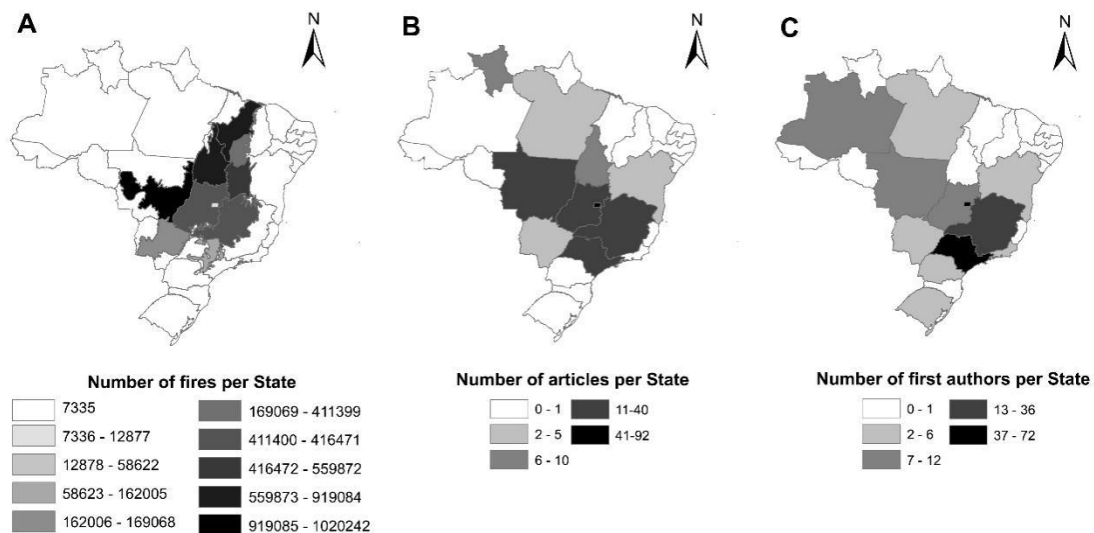 A
N
B
N
C
N
Number of fires per State
7335
7336 - 12877
12878 - 58622
58623 - 162005
162006 - 169068
169069 - 411399
411400 - 416471
416472 - 559872
559873 - 919084
919085 - 1020242
Number of articles per State
0 - 1
2 - 5
6 - 10
11-40
41-92
Number of first authors per State
0 - 1
2 - 6
7 - 12
13 - 36
37 - 72